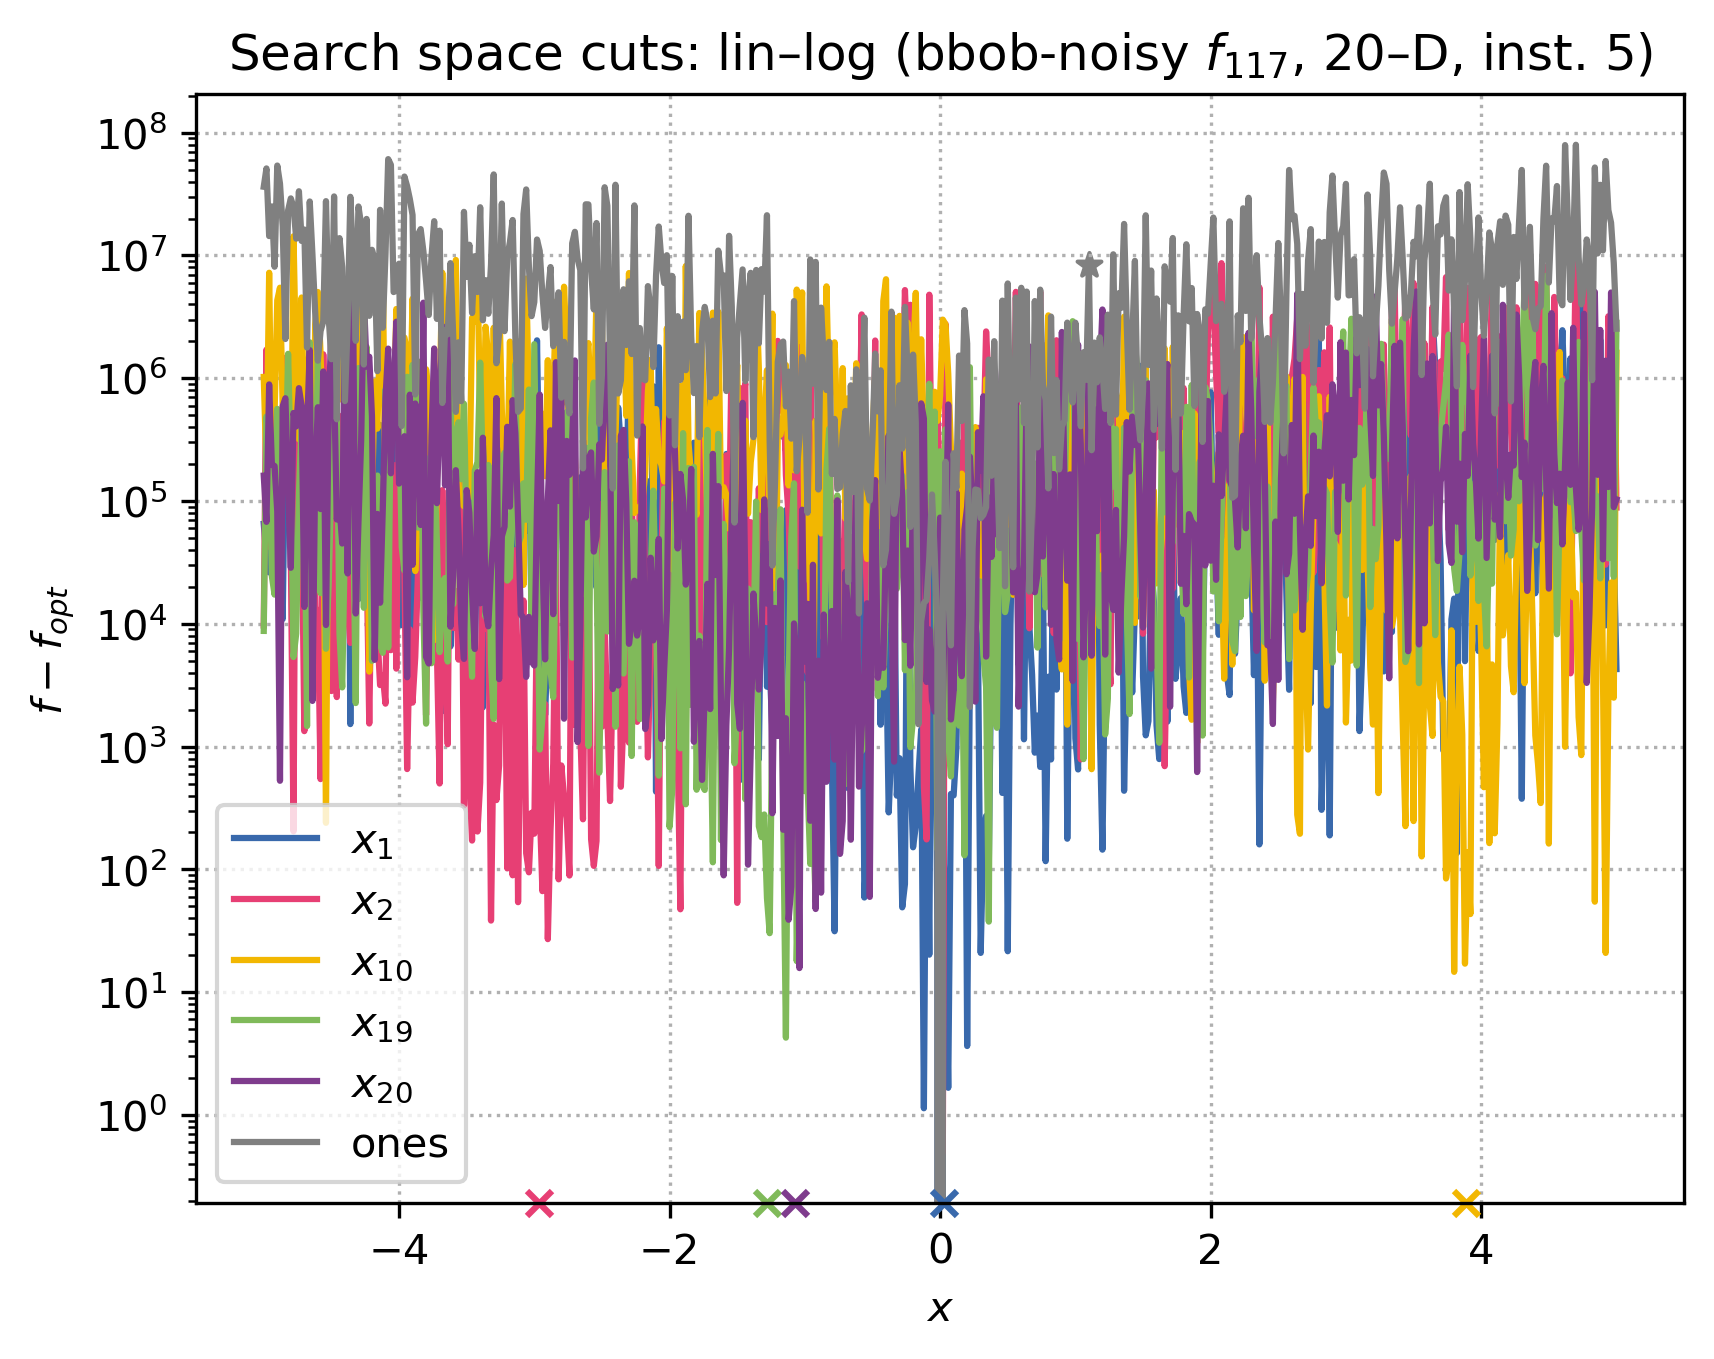 Search space cuts: lin–log (bbob-noisy f117, 20–D, inst. 5)
10^8
10^7
10^6
10^5
10^4
10^3
10^2
10^1
10^0
f − fopt
x1
x2
x10
x19
x20
ones
−4 −2 0 2 4
x